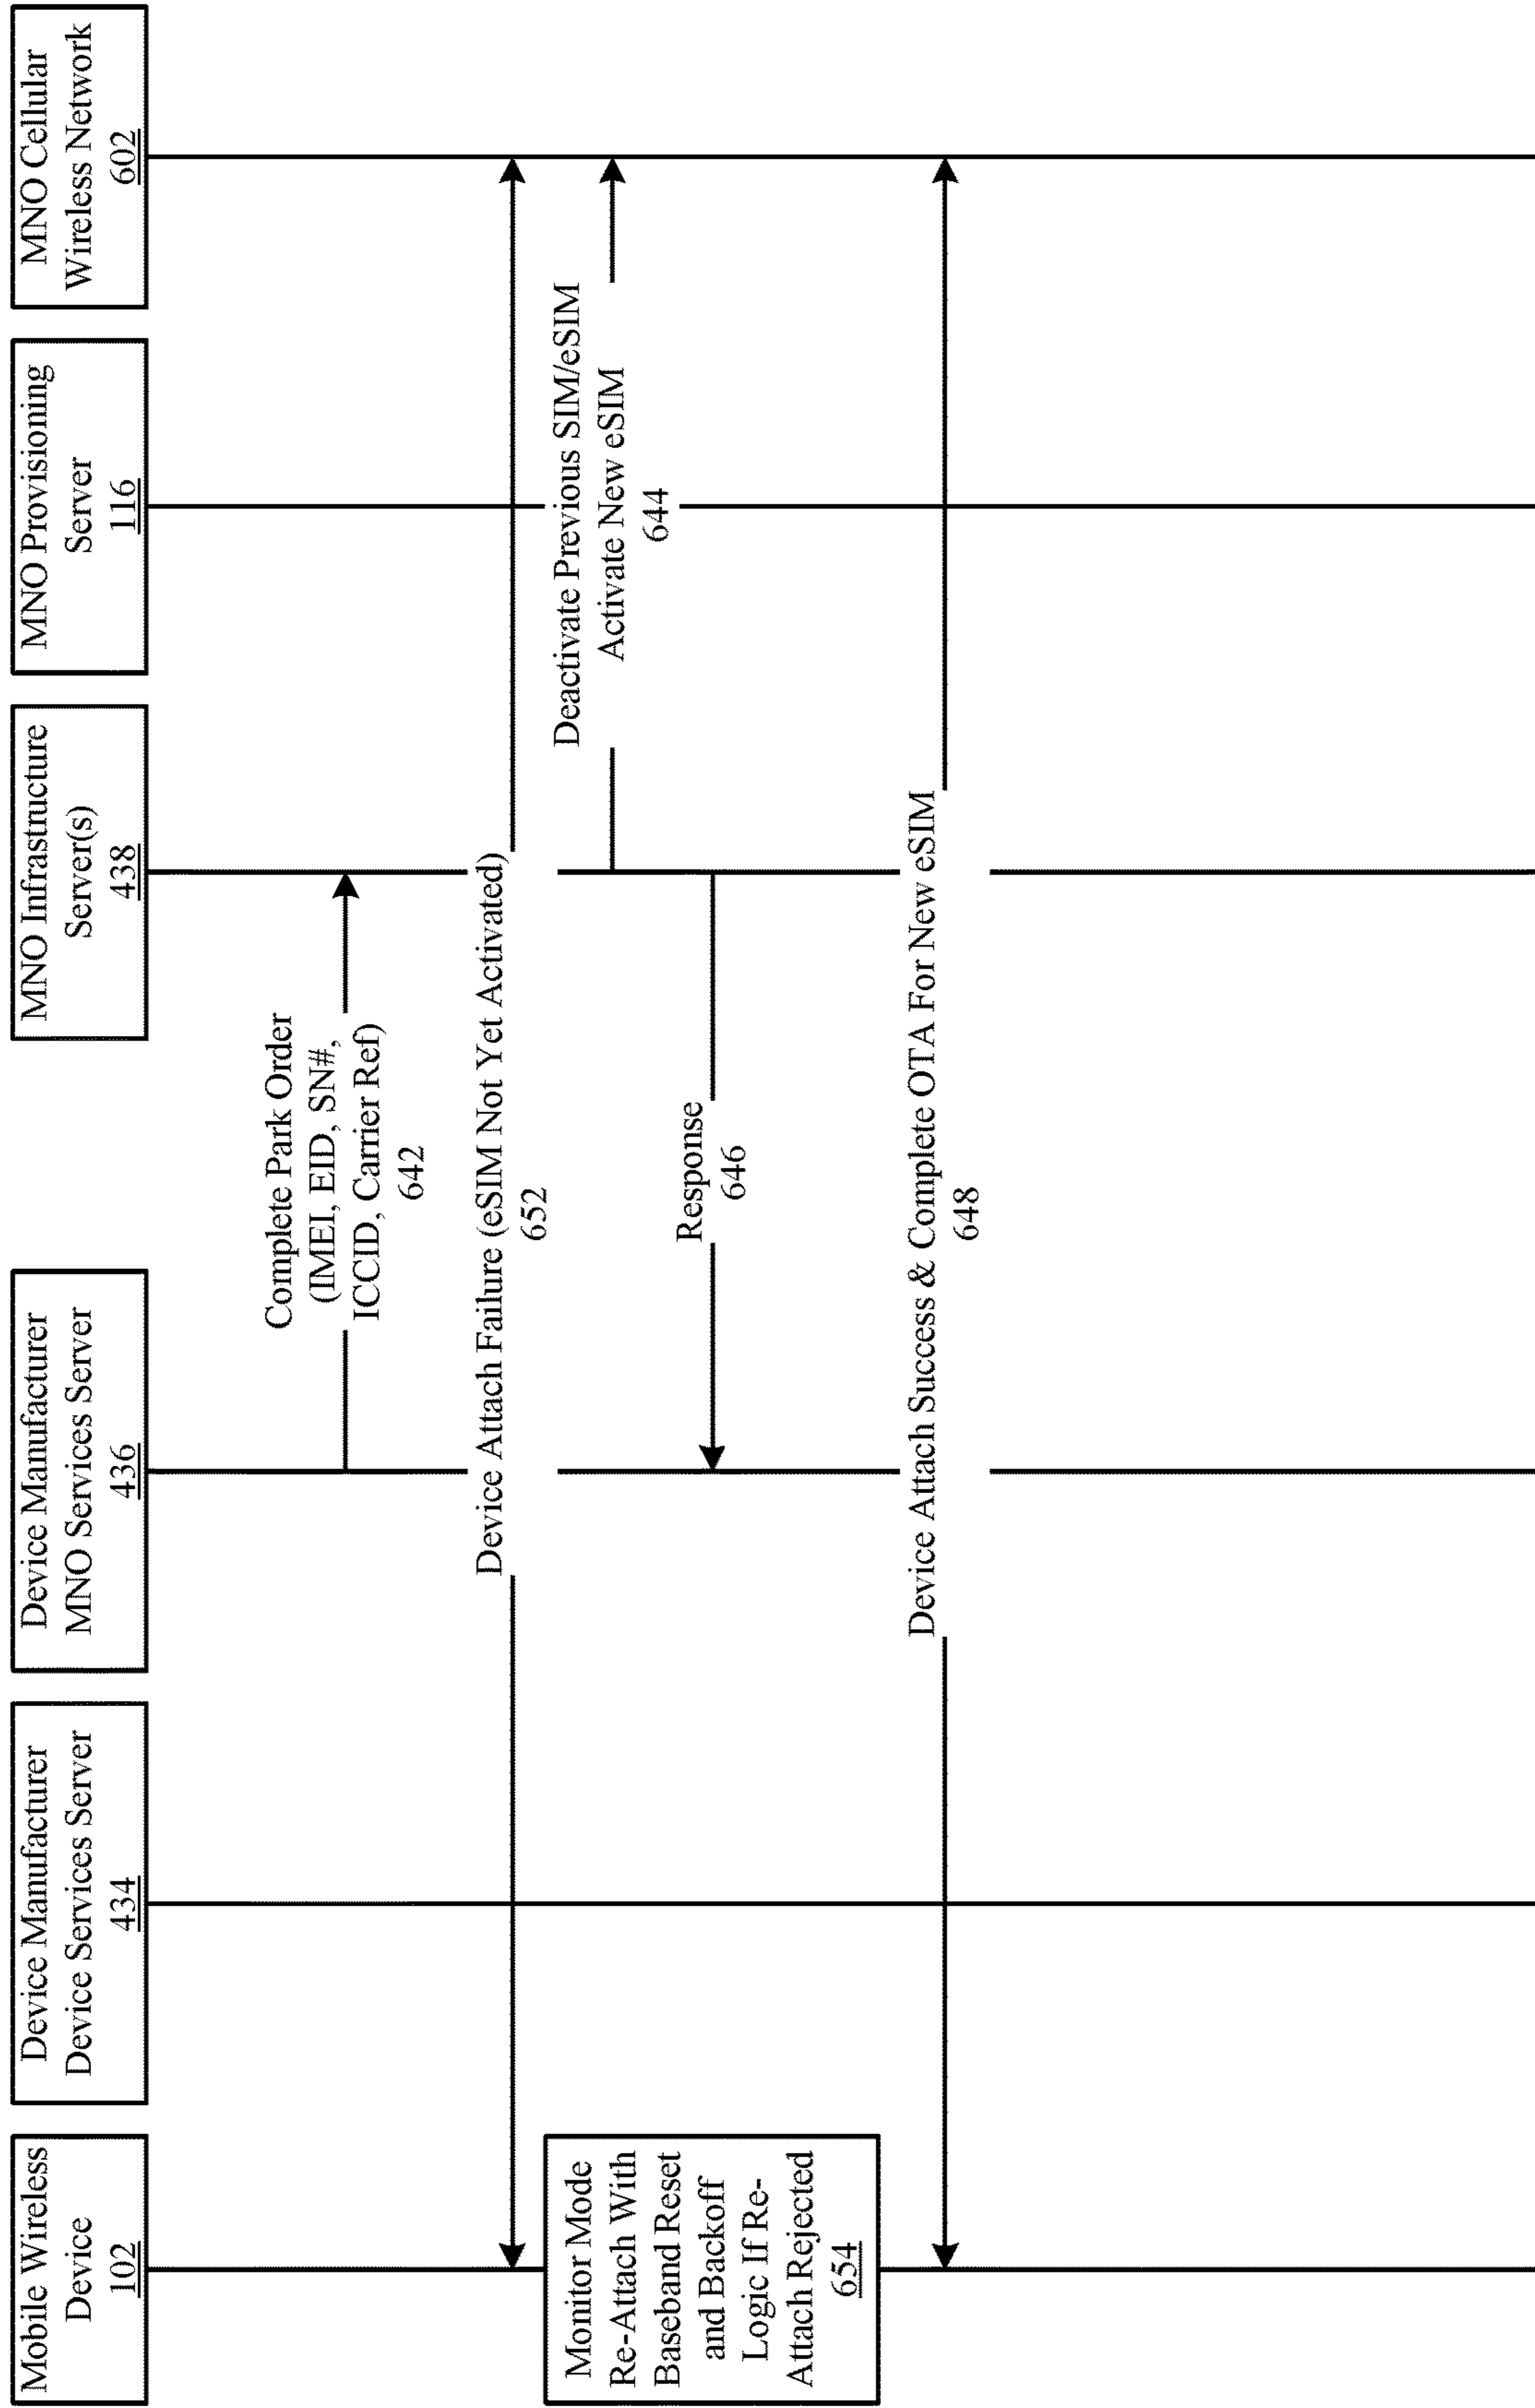 Mobile Wireless
Device
102
Device Manufacturer
Device Services Server
434
Device Manufacturer
MNO Services Server
436
MNO Infrastructure
Server(s)
438
MNO Provisioning
Server
116
MNO Cellular
Wireless Network
602
Complete Park Order
(IMEI, EID, SN#,
ICCID, Carrier Ref)
642
Device Attach Failure (eSIM Not Yet Activated)
652
Monitor Mode
Re-Attach With
Baseband Reset
and Backoff
Logic If Re-
Attach Rejected
654
Deactivate Previous SIM/eSIM
Activate New eSIM
644
Response
646
Device Attach Success & Complete OTA For New eSIM
648